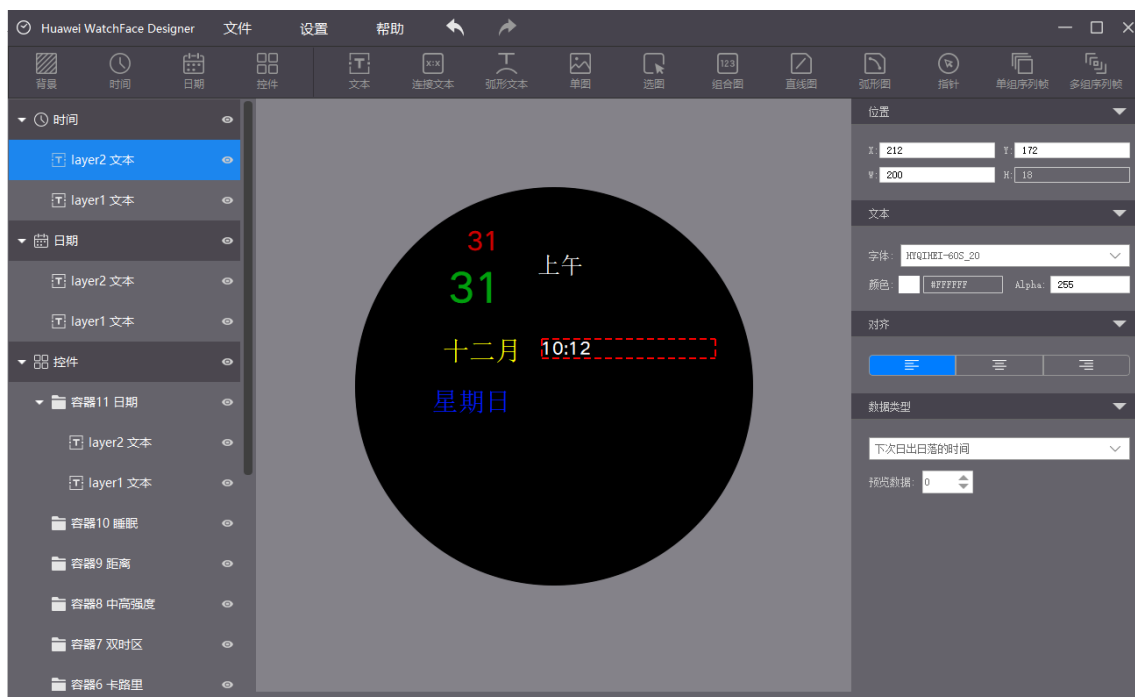 Huawei WatchFace Designer 文件 设置 帮助
背景 时间 日期 控件 文本 连接文本 弧形文本 单图 选图 组合图 直线图 弧形图 指针 单组序列帧 多组序列帧
123
时间
layer2 文本
layer1 文本
日期
layer2 文本
layer1 文本
控件
容器11 日期
layer2 文本
layer1 文本
容器10 睡眠
容器9 距离
容器8 中高强度
容器7 双时区
容器6 卡路里
31
上午
31
十二月
10:12
星期日
位置
X: 212 Y: 172
W: 200 H: 18
文本
字体: HYQIHEI-60S_20
颜色: #FFFFFF Alpha: 255
对齐
数据类型
下次日出日落的时间
预览数据: 0